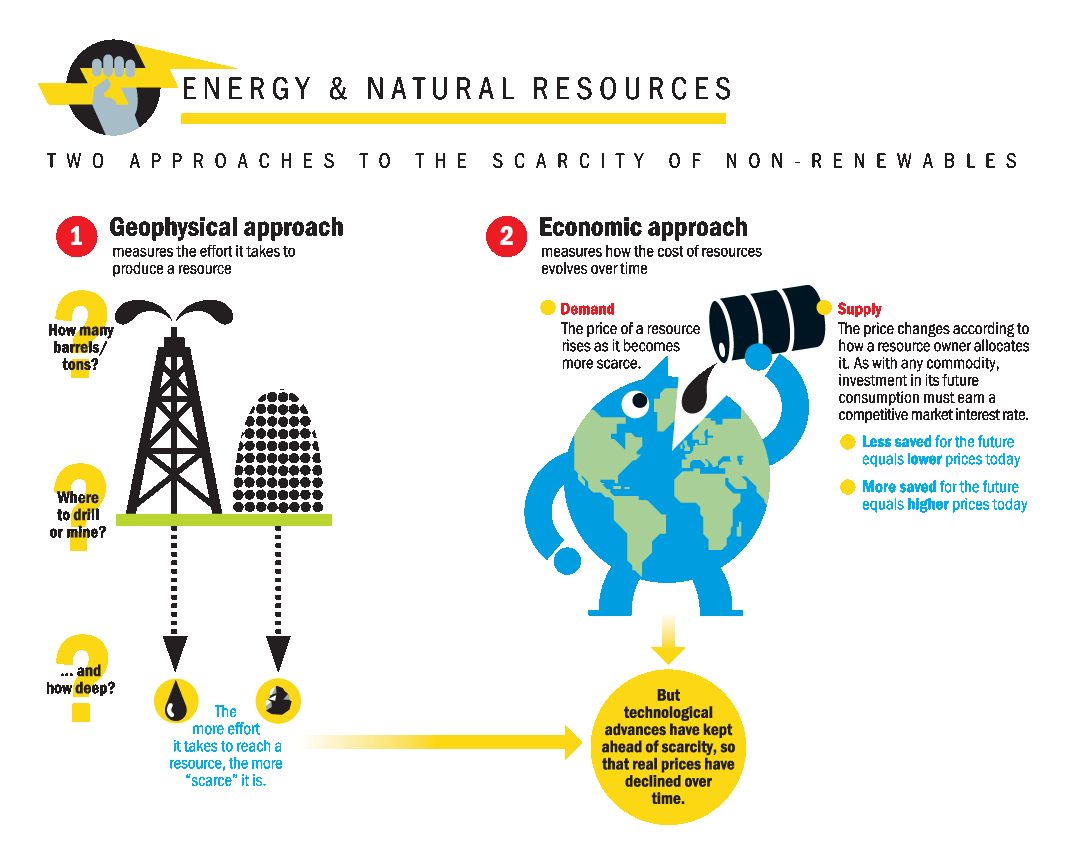 ENERGY & NATURAL RESOURCES
TWO APPROACHES TO THE SCARCITY OF NON-RENEWABLES
1
Geophysical approach
measures the effort it takes to
produce a resource
?
How many
barrels/
tons?
?
Where
to drill
or mine?
?
... and
how deep?
The
more effort
it takes to reach a
resource, the more
“scarce” it is.
2
Economic approach
measures how the cost of resources
evolves over time
Demand
The price of a resource
rises as it becomes
more scarce.
Supply
The price changes according to
how a resource owner allocates
it. As with any commodity,
investment in its future
consumption must earn a
competitive market interest rate.
Less saved for the future
equals lower prices today
More saved for the future
equals higher prices today
But
technological
advances have kept
ahead of scarcity, so
that real prices have
declined over
time.